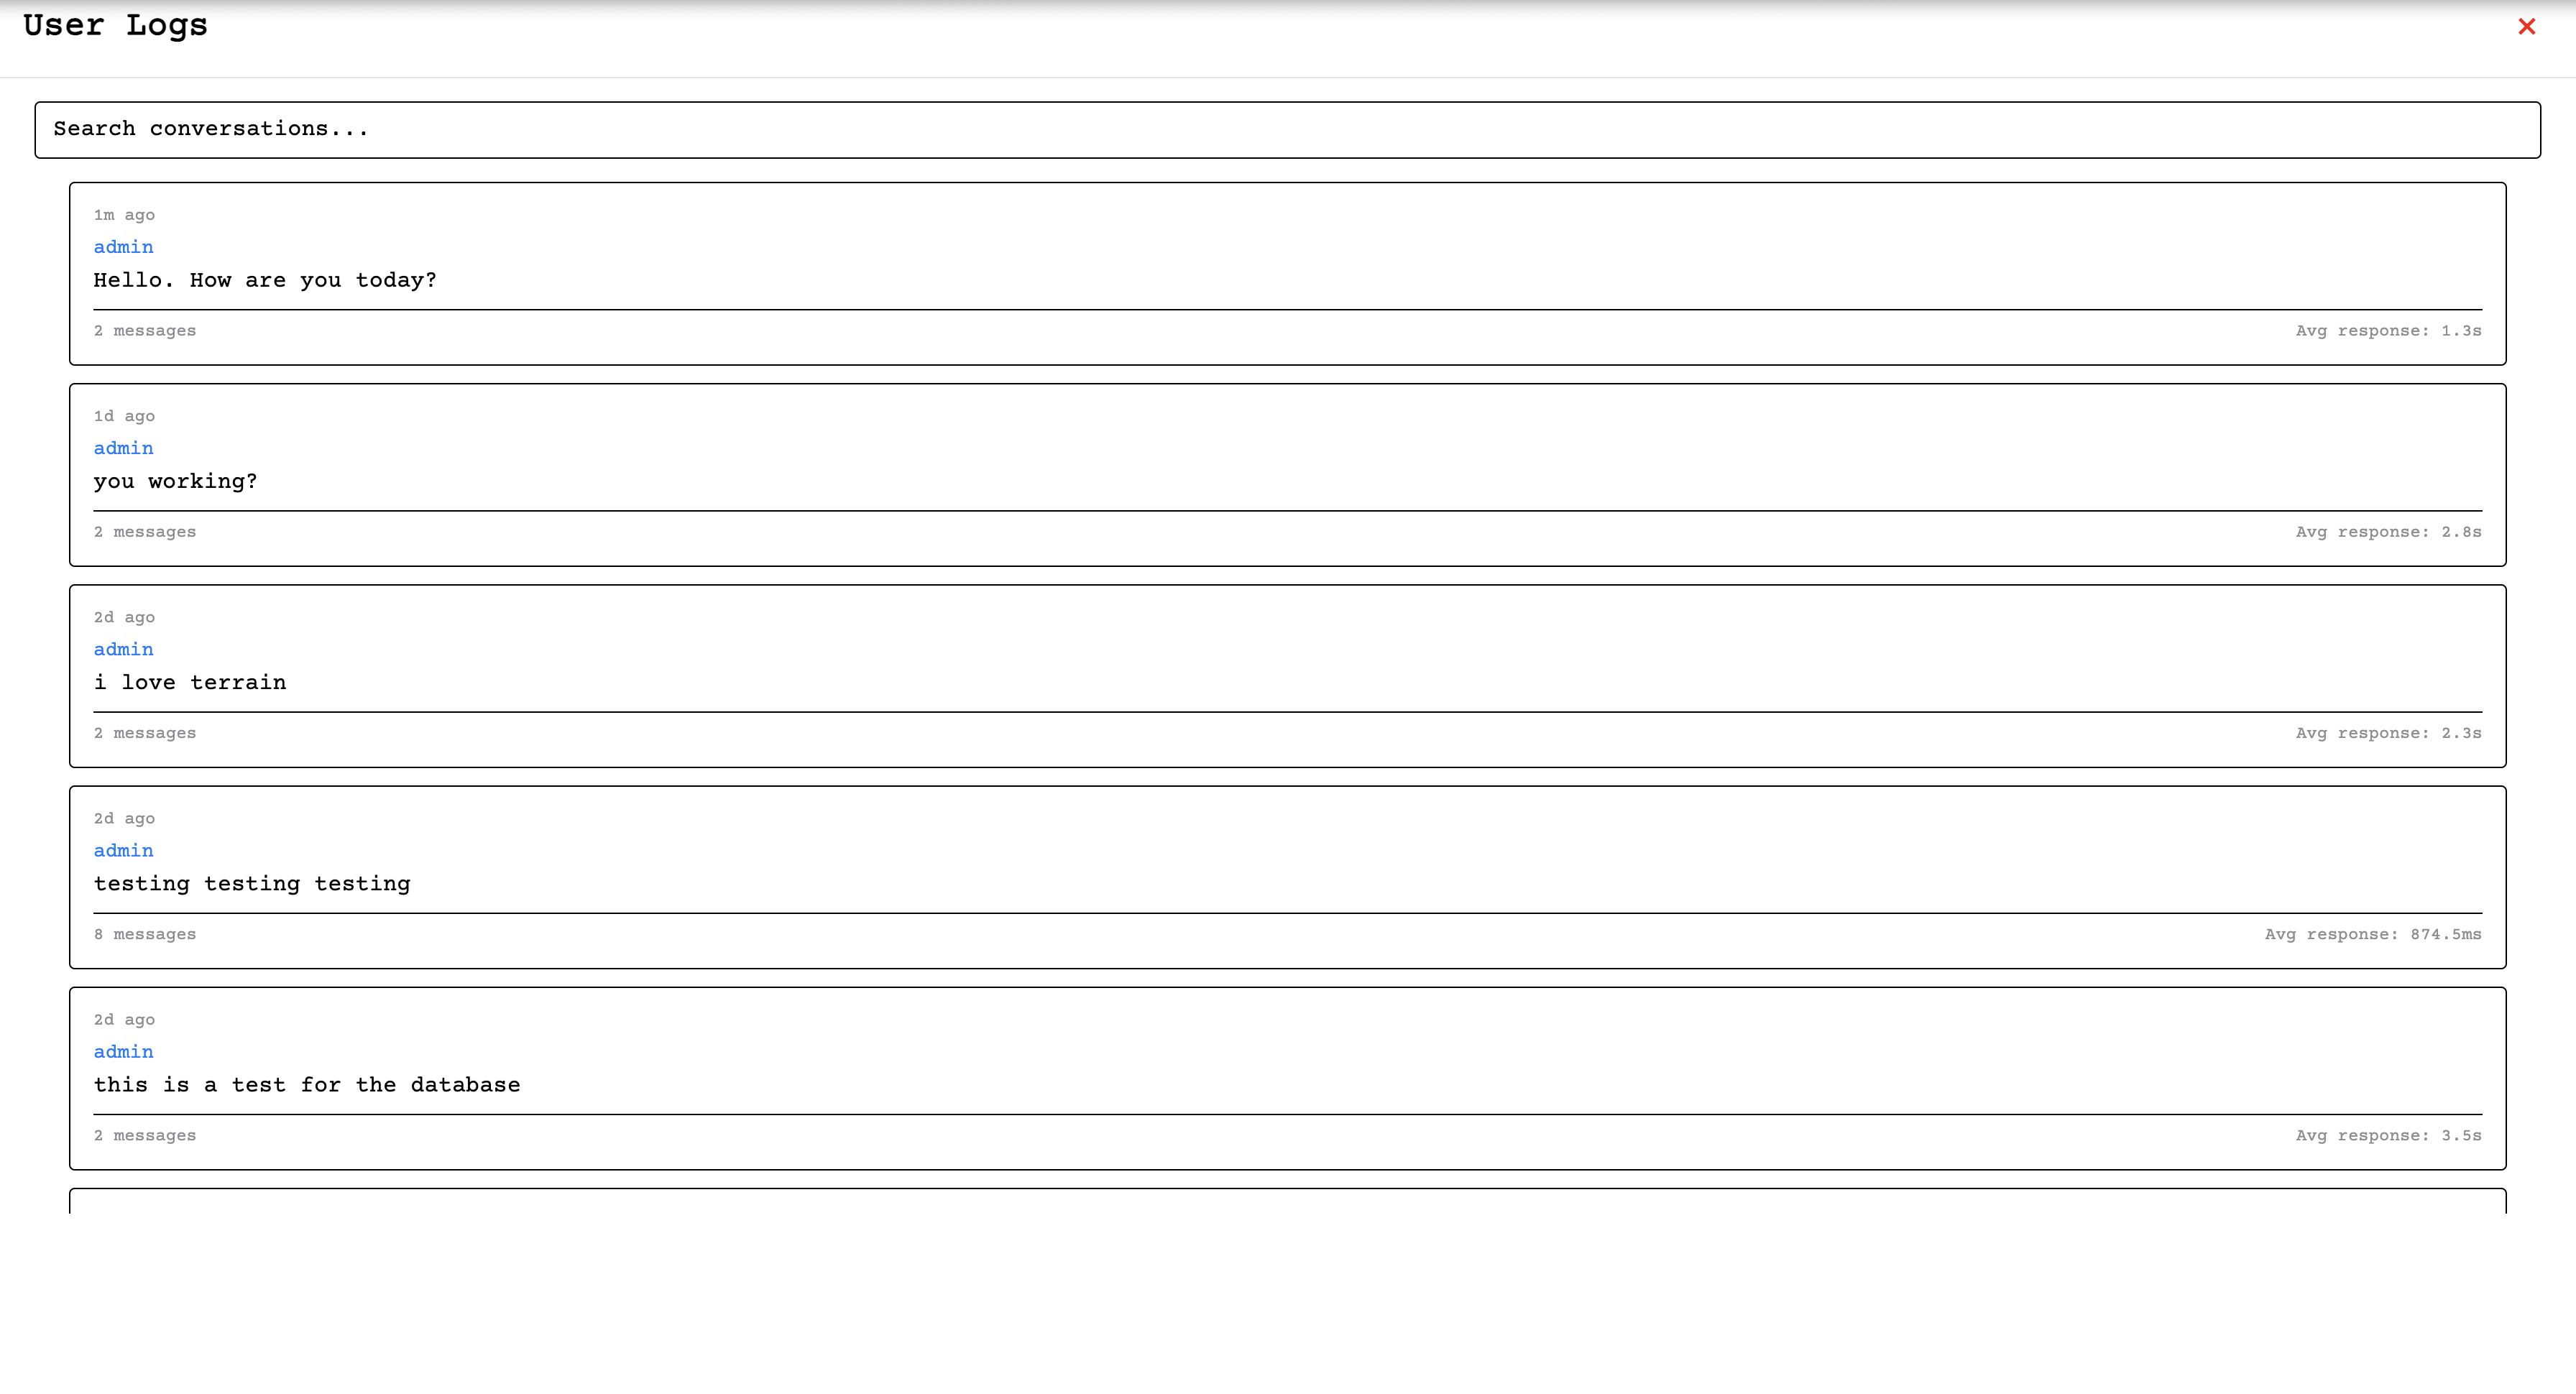 User Logs
Search conversations...
1m ago
admin
Hello. How are you today?
2 messages Avg response: 1.3s
1d ago
admin
you working?
2 messages Avg response: 2.8s
2d ago
admin
i love terrain
2 messages Avg response: 2.3s
2d ago
admin
testing testing testing
8 messages Avg response: 874.5ms
2d ago
admin
this is a test for the database
2 messages Avg response: 3.5s